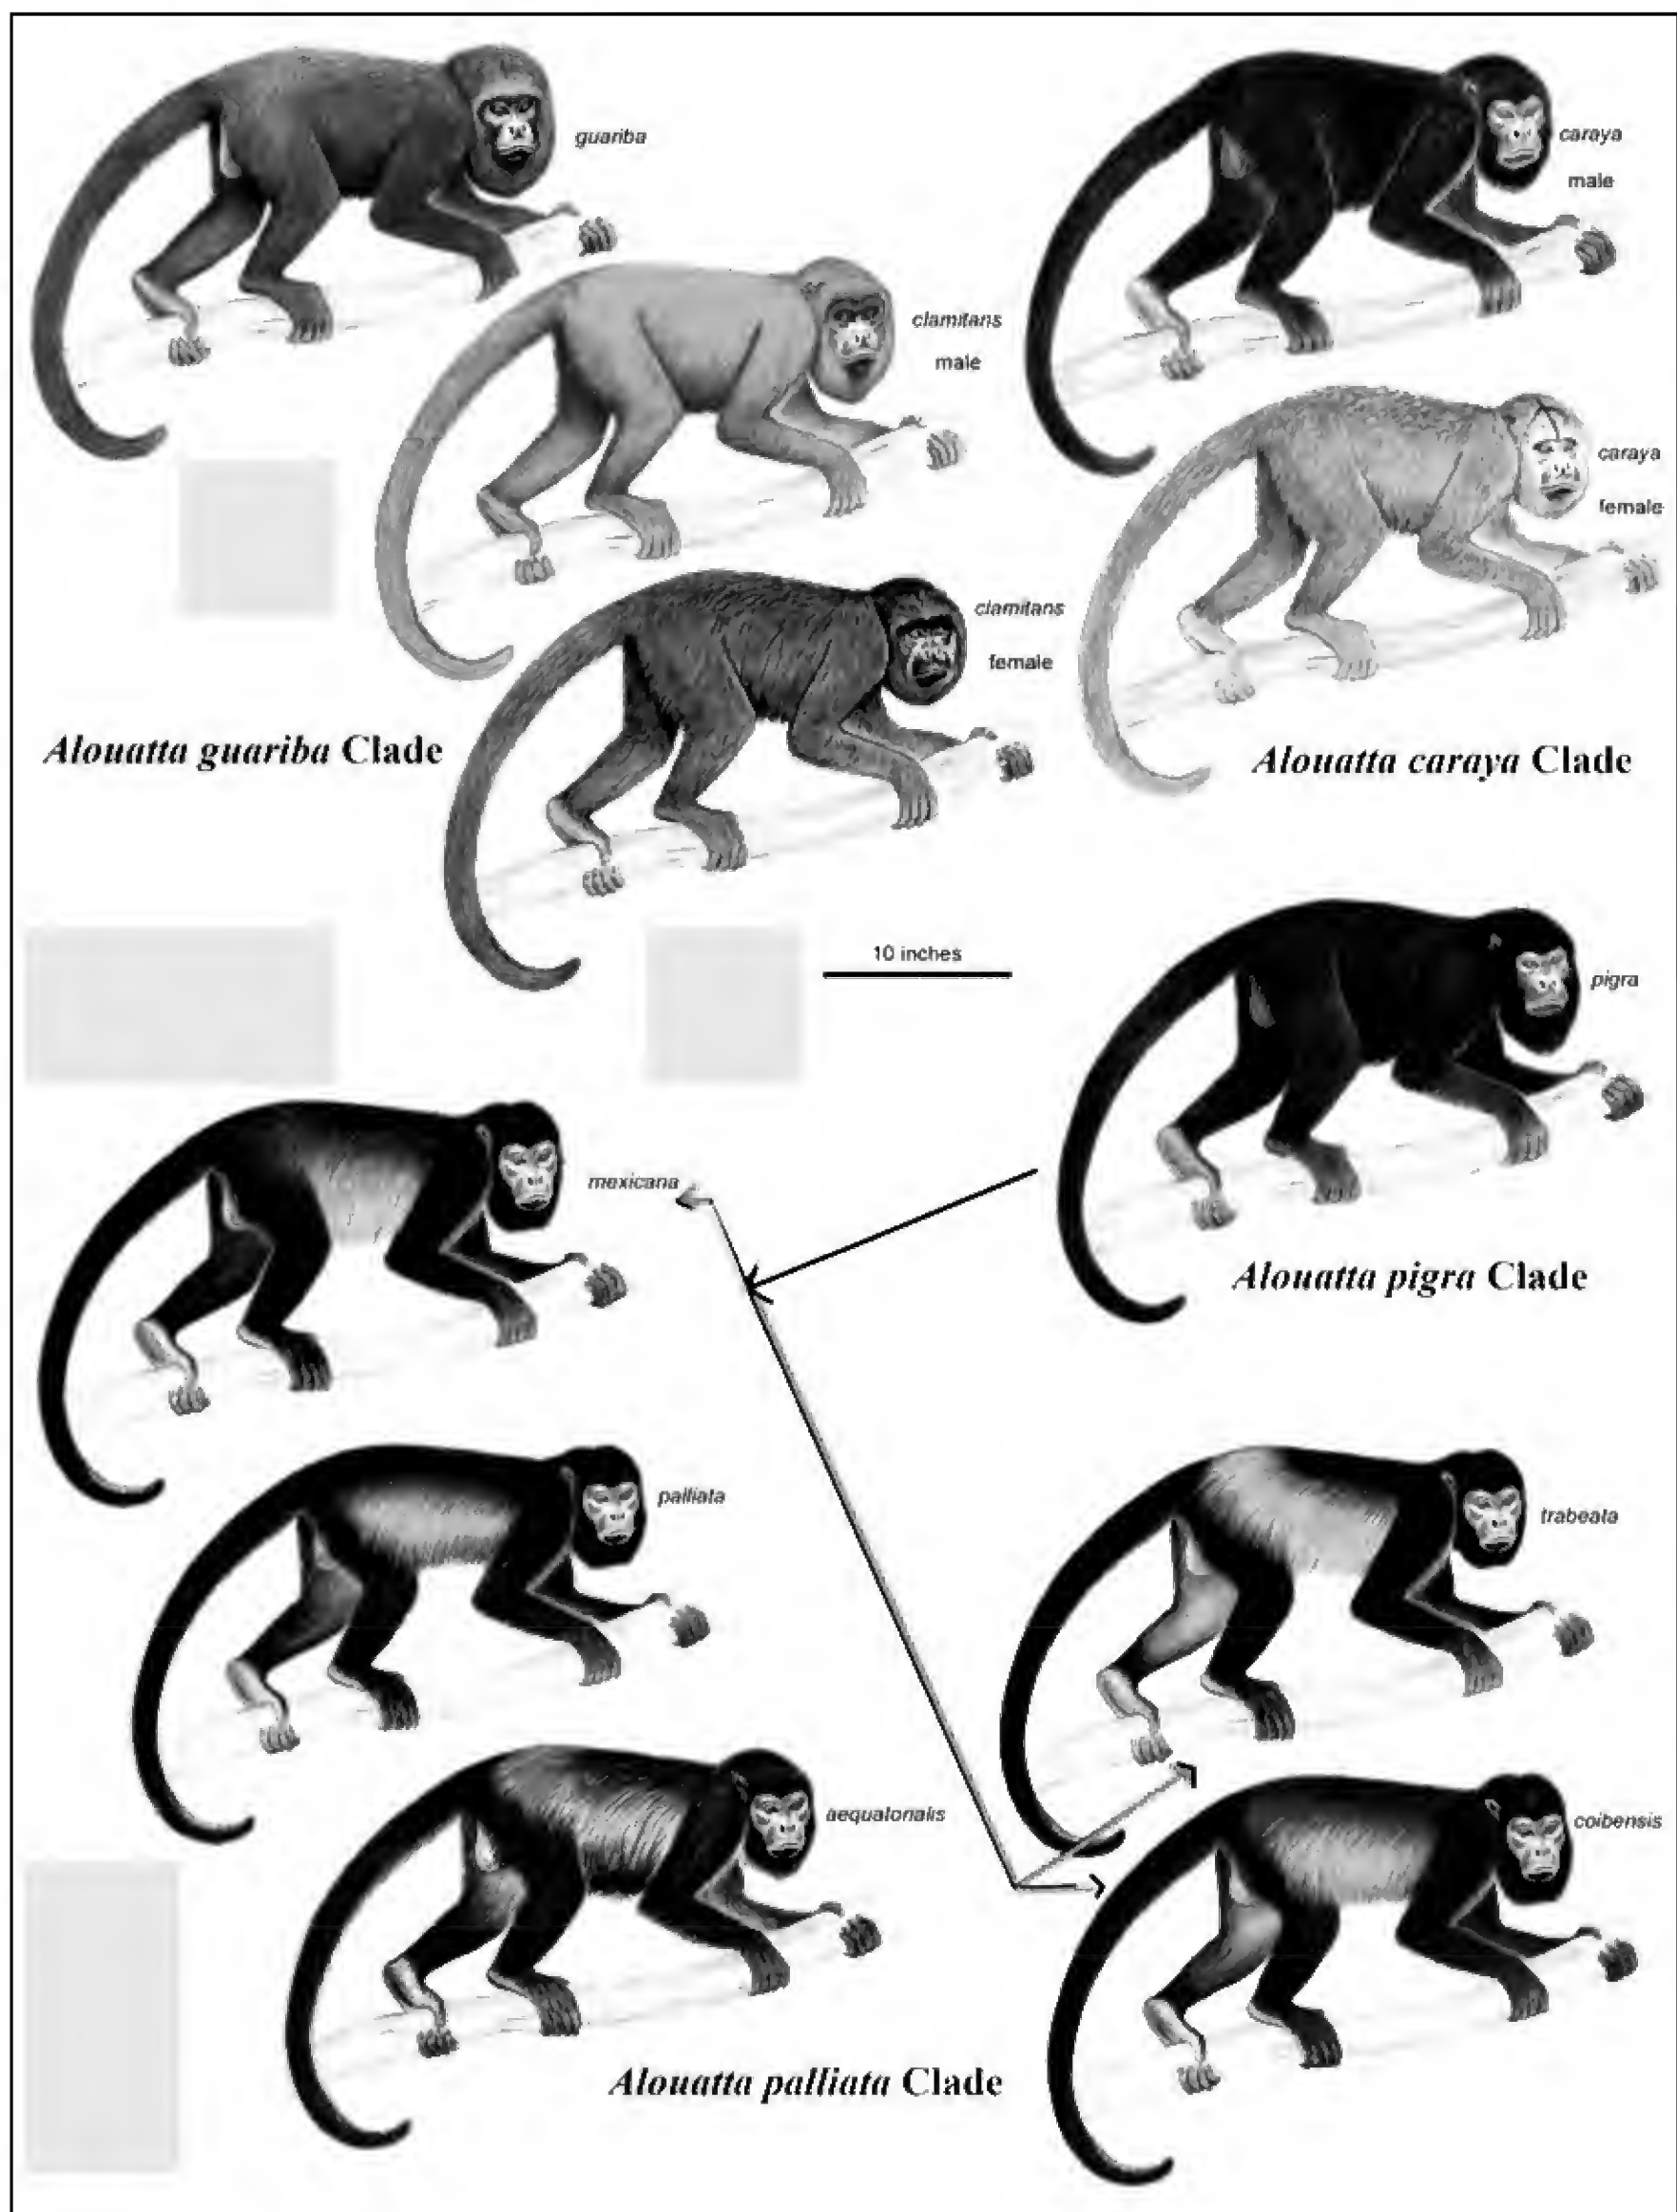 guariba
caraya
male
clamitans
male
caraya
female
clamitans
female
Alouatta guariba Clade
Alouatta caraya Clade
10 inches
pigra
mexicana
Alouatta pigra Clade
palliata
trabeata
aequatorialis
coibensis
Alouatta palliata Clade